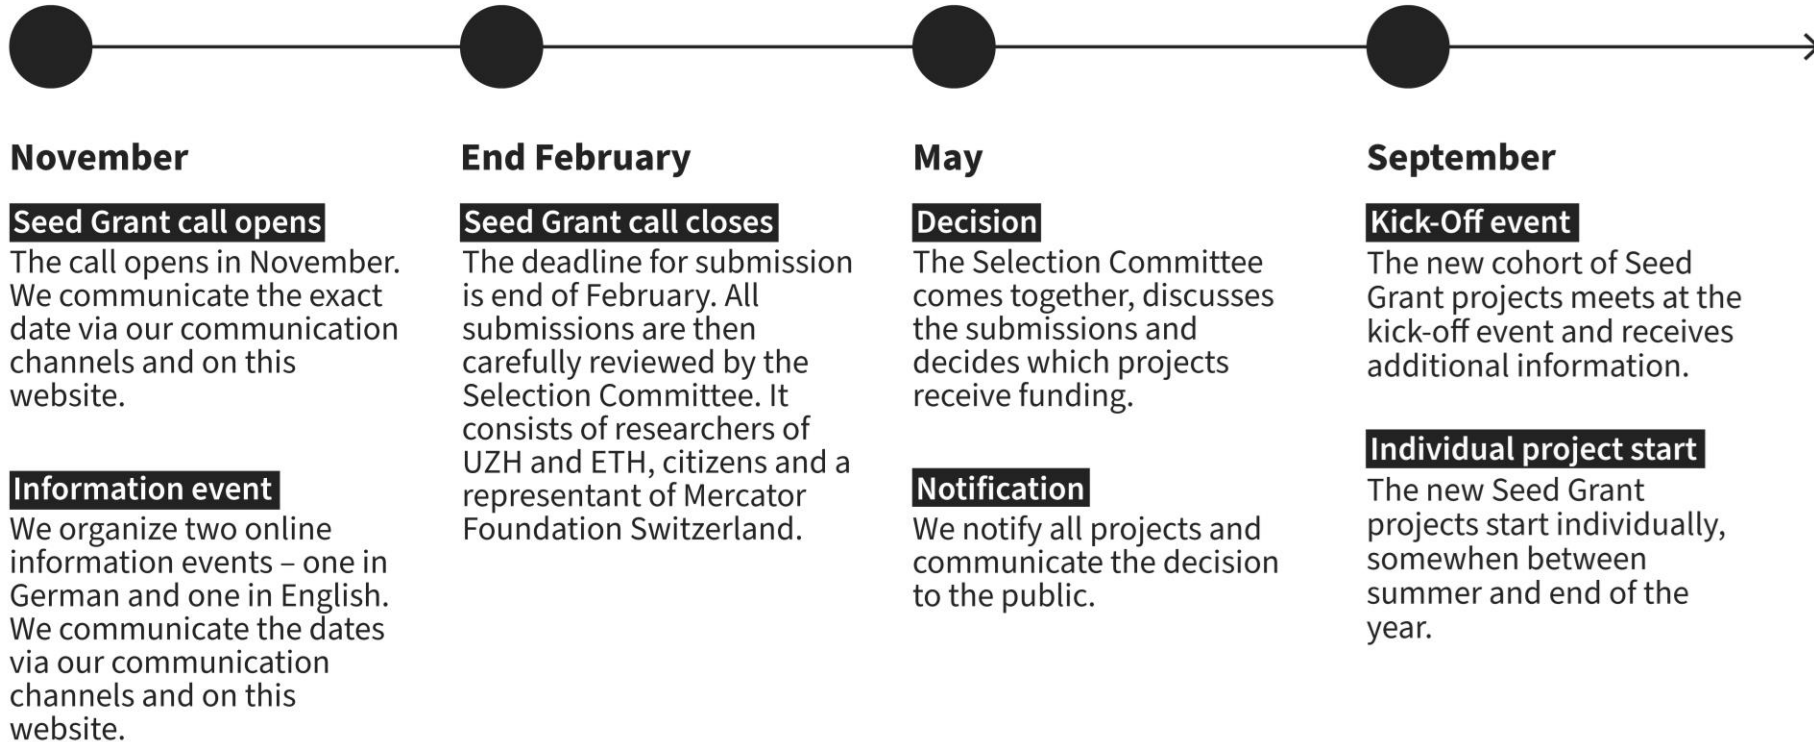 November
Seed Grant call opens
The call opens in November.
We communicate the exact
date via our communication
channels and on this
website.
Information event
We organize two online
information events – one in
German and one in English.
We communicate the dates
via our communication
channels and on this
website.
End February
Seed Grant call closes
The deadline for submission
is end of February. All
submissions are then
carefully reviewed by the
Selection Committee. It
consists of researchers of
UZH and ETH, citizens and a
representant of Mercator
Foundation Switzerland.
May
Decision
The Selection Committee
comes together, discusses
the submissions and
decides which projects
receive funding.
Notification
We notify all projects and
communicate the decision
to the public.
September
Kick-Off event
The new cohort of Seed
Grant projects meets at the
kick-off event and receives
additional information.
Individual project start
The new Seed Grant
projects start individually,
somewhen between
summer and end of the
year.